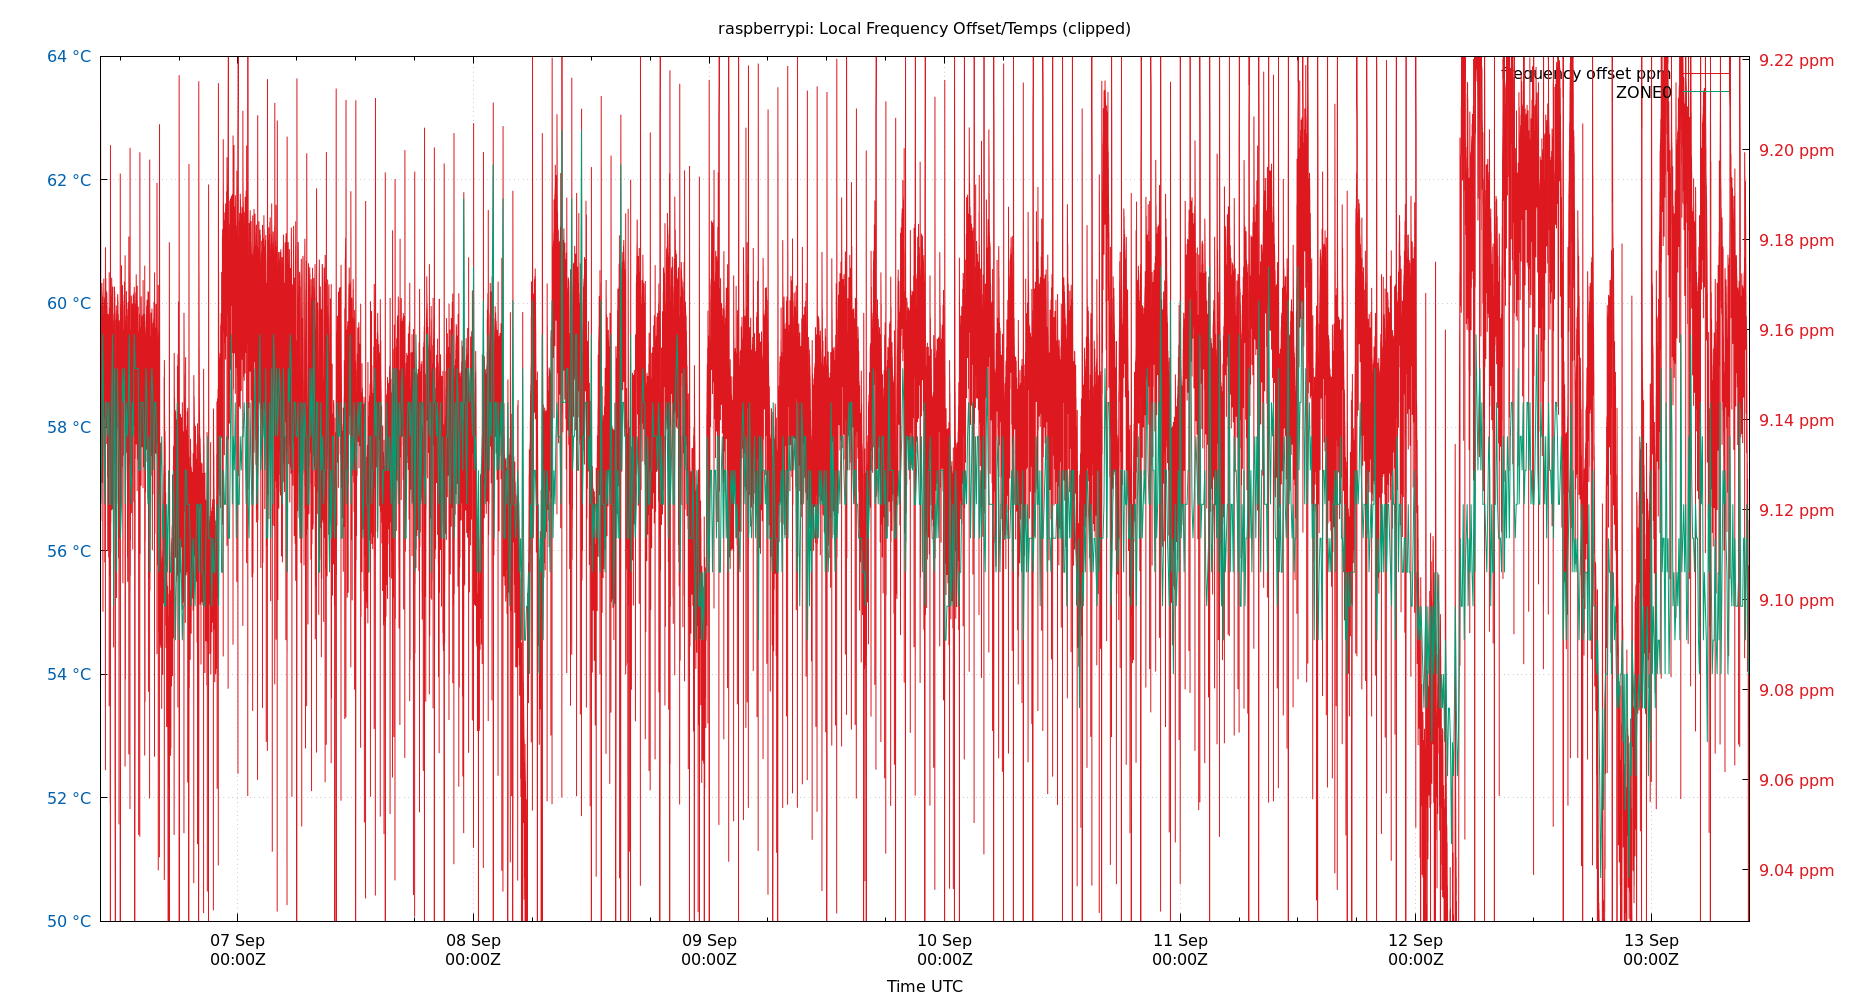 raspberrypi: Local Frequency Offset/Temps (clipped)
64 °C
62 °C
60 °C
58 °C
56 °C
54 °C
52 °C
50 °C
frequency offset ppm
ZONE0
9.22 ppm
9.20 ppm
9.18 ppm
9.16 ppm
9.14 ppm
9.12 ppm
9.10 ppm
9.08 ppm
9.06 ppm
9.04 ppm
07 Sep 08 Sep 09 Sep 10 Sep 11 Sep 12 Sep 13 Sep
00:00Z 00:00Z 00:00Z 00:00Z 00:00Z 00:00Z 00:00Z
Time UTC